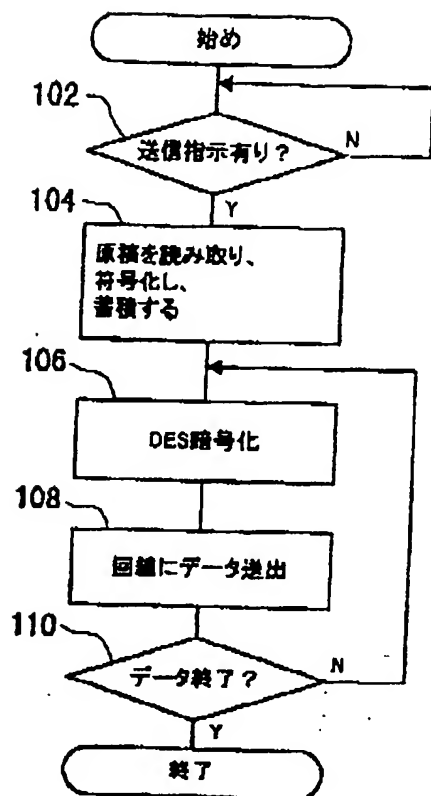 始め
102
送信指示有り?
N
Y
104
原稿を読み取り、
符号化し、
蓄積する
106
DES暗号化
108
回線にデータ送出
110
データ終了?
N
Y
終了